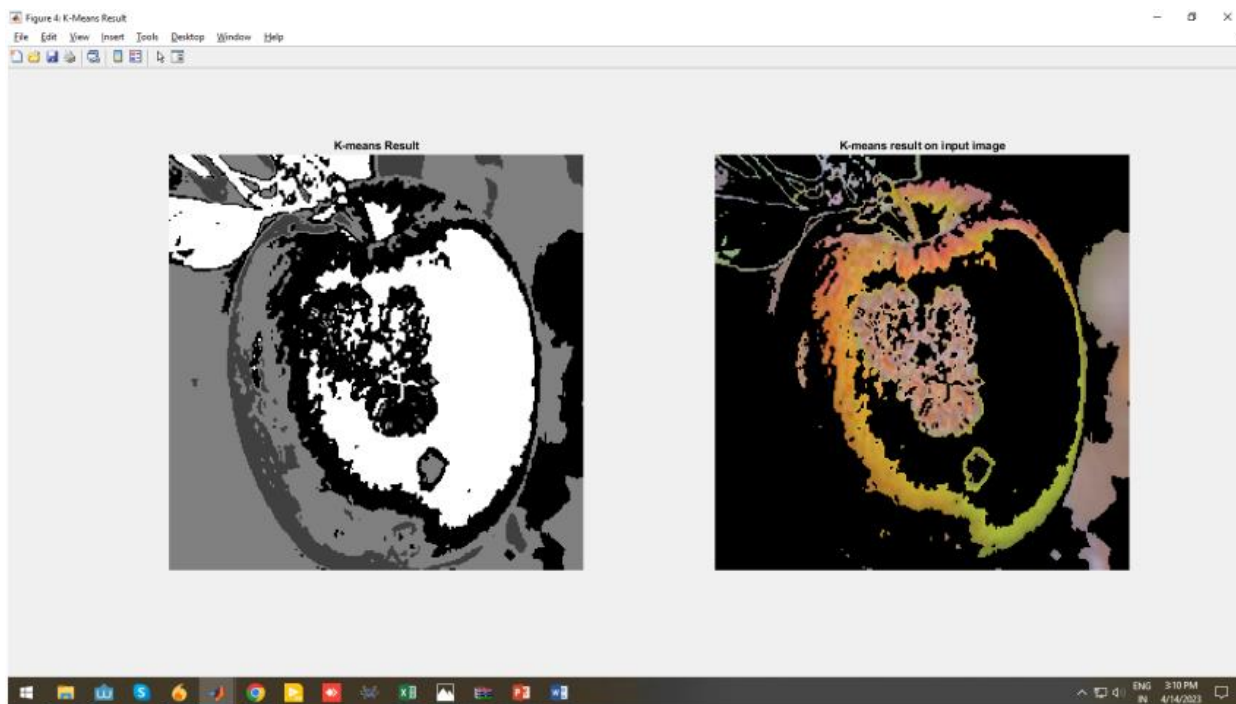 Figure 4: K-Means Result
File Edit View Insert Tools Desktop Window Help
K-means Result
K-means result on input image
ENG
IN
3:10 PM
4/14/2023